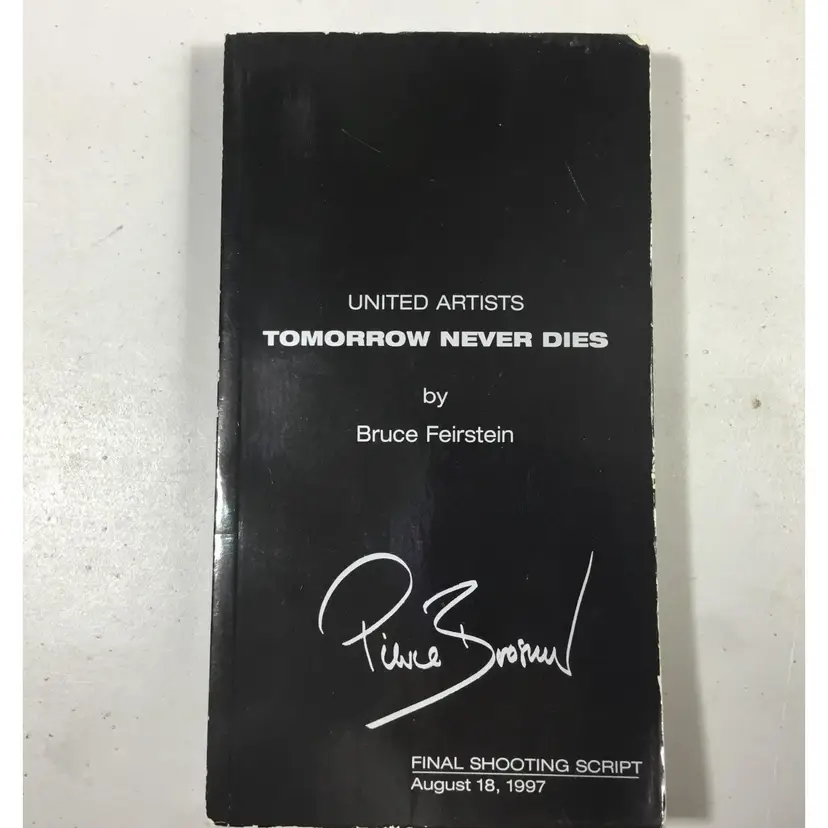 UNITED ARTISTS
TOMORROW NEVER DIES
by
Bruce Feirstein
Pierce Brosnan
FINAL SHOOTING SCRIPT
August 18, 1997